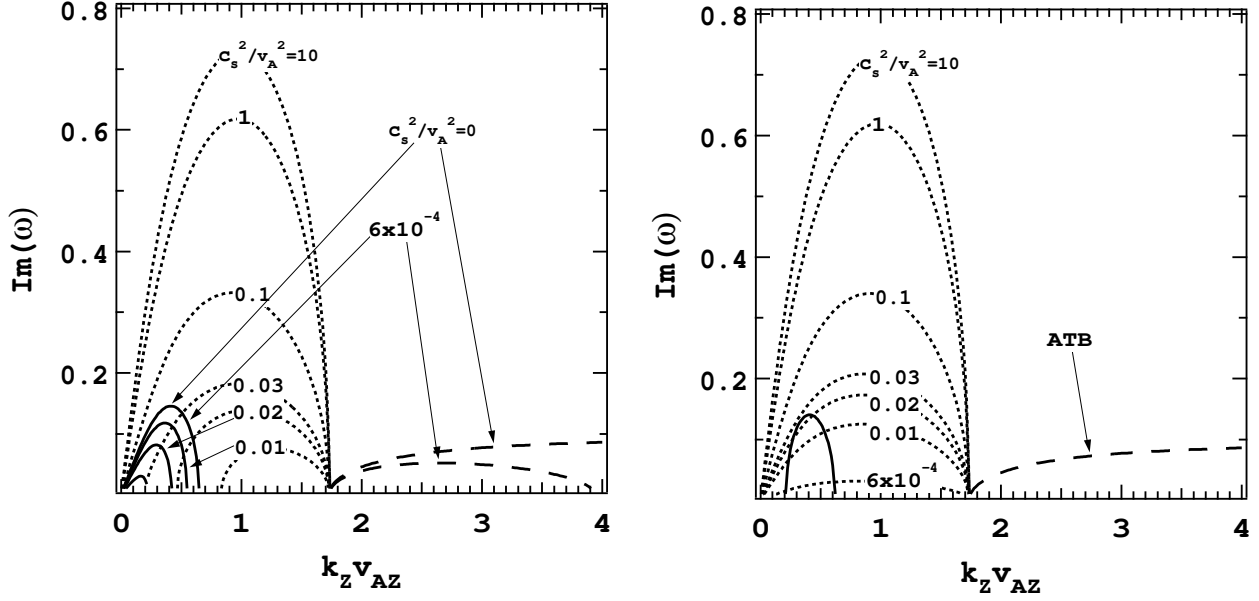 0.8
0.6
0.4
0.2
Im(ω)
C_s^2/v_A^2=10
1
C_s^2/v_A^2=0
6x10^-4
0.1
0.03
0.02
0.01
0 1 2 3 4
k_Z v_AZ
0.8
0.6
0.4
0.2
Im(ω)
C_s^2/v_A^2=10
1
0.1
ATB
0.03
0.02
0.01
6x10^-4
0 1 2 3 4
k_Z v_AZ